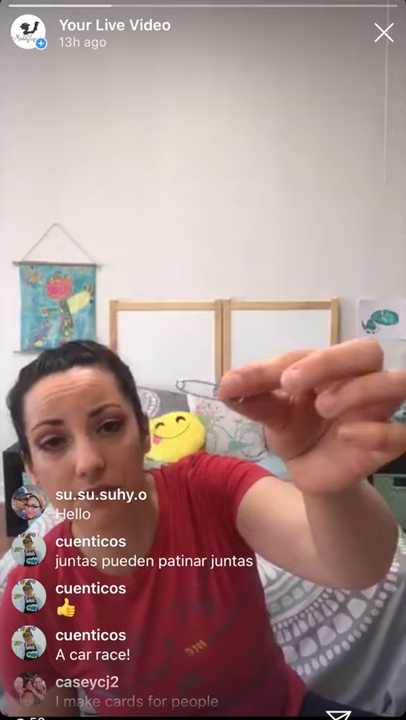 Your Live Video
13h ago
su.su.suhy.o
Hello
cuenticos
juntas pueden patinar juntas
cuenticos
👍
cuenticos
A car race!
caseycj2
I make cards for people